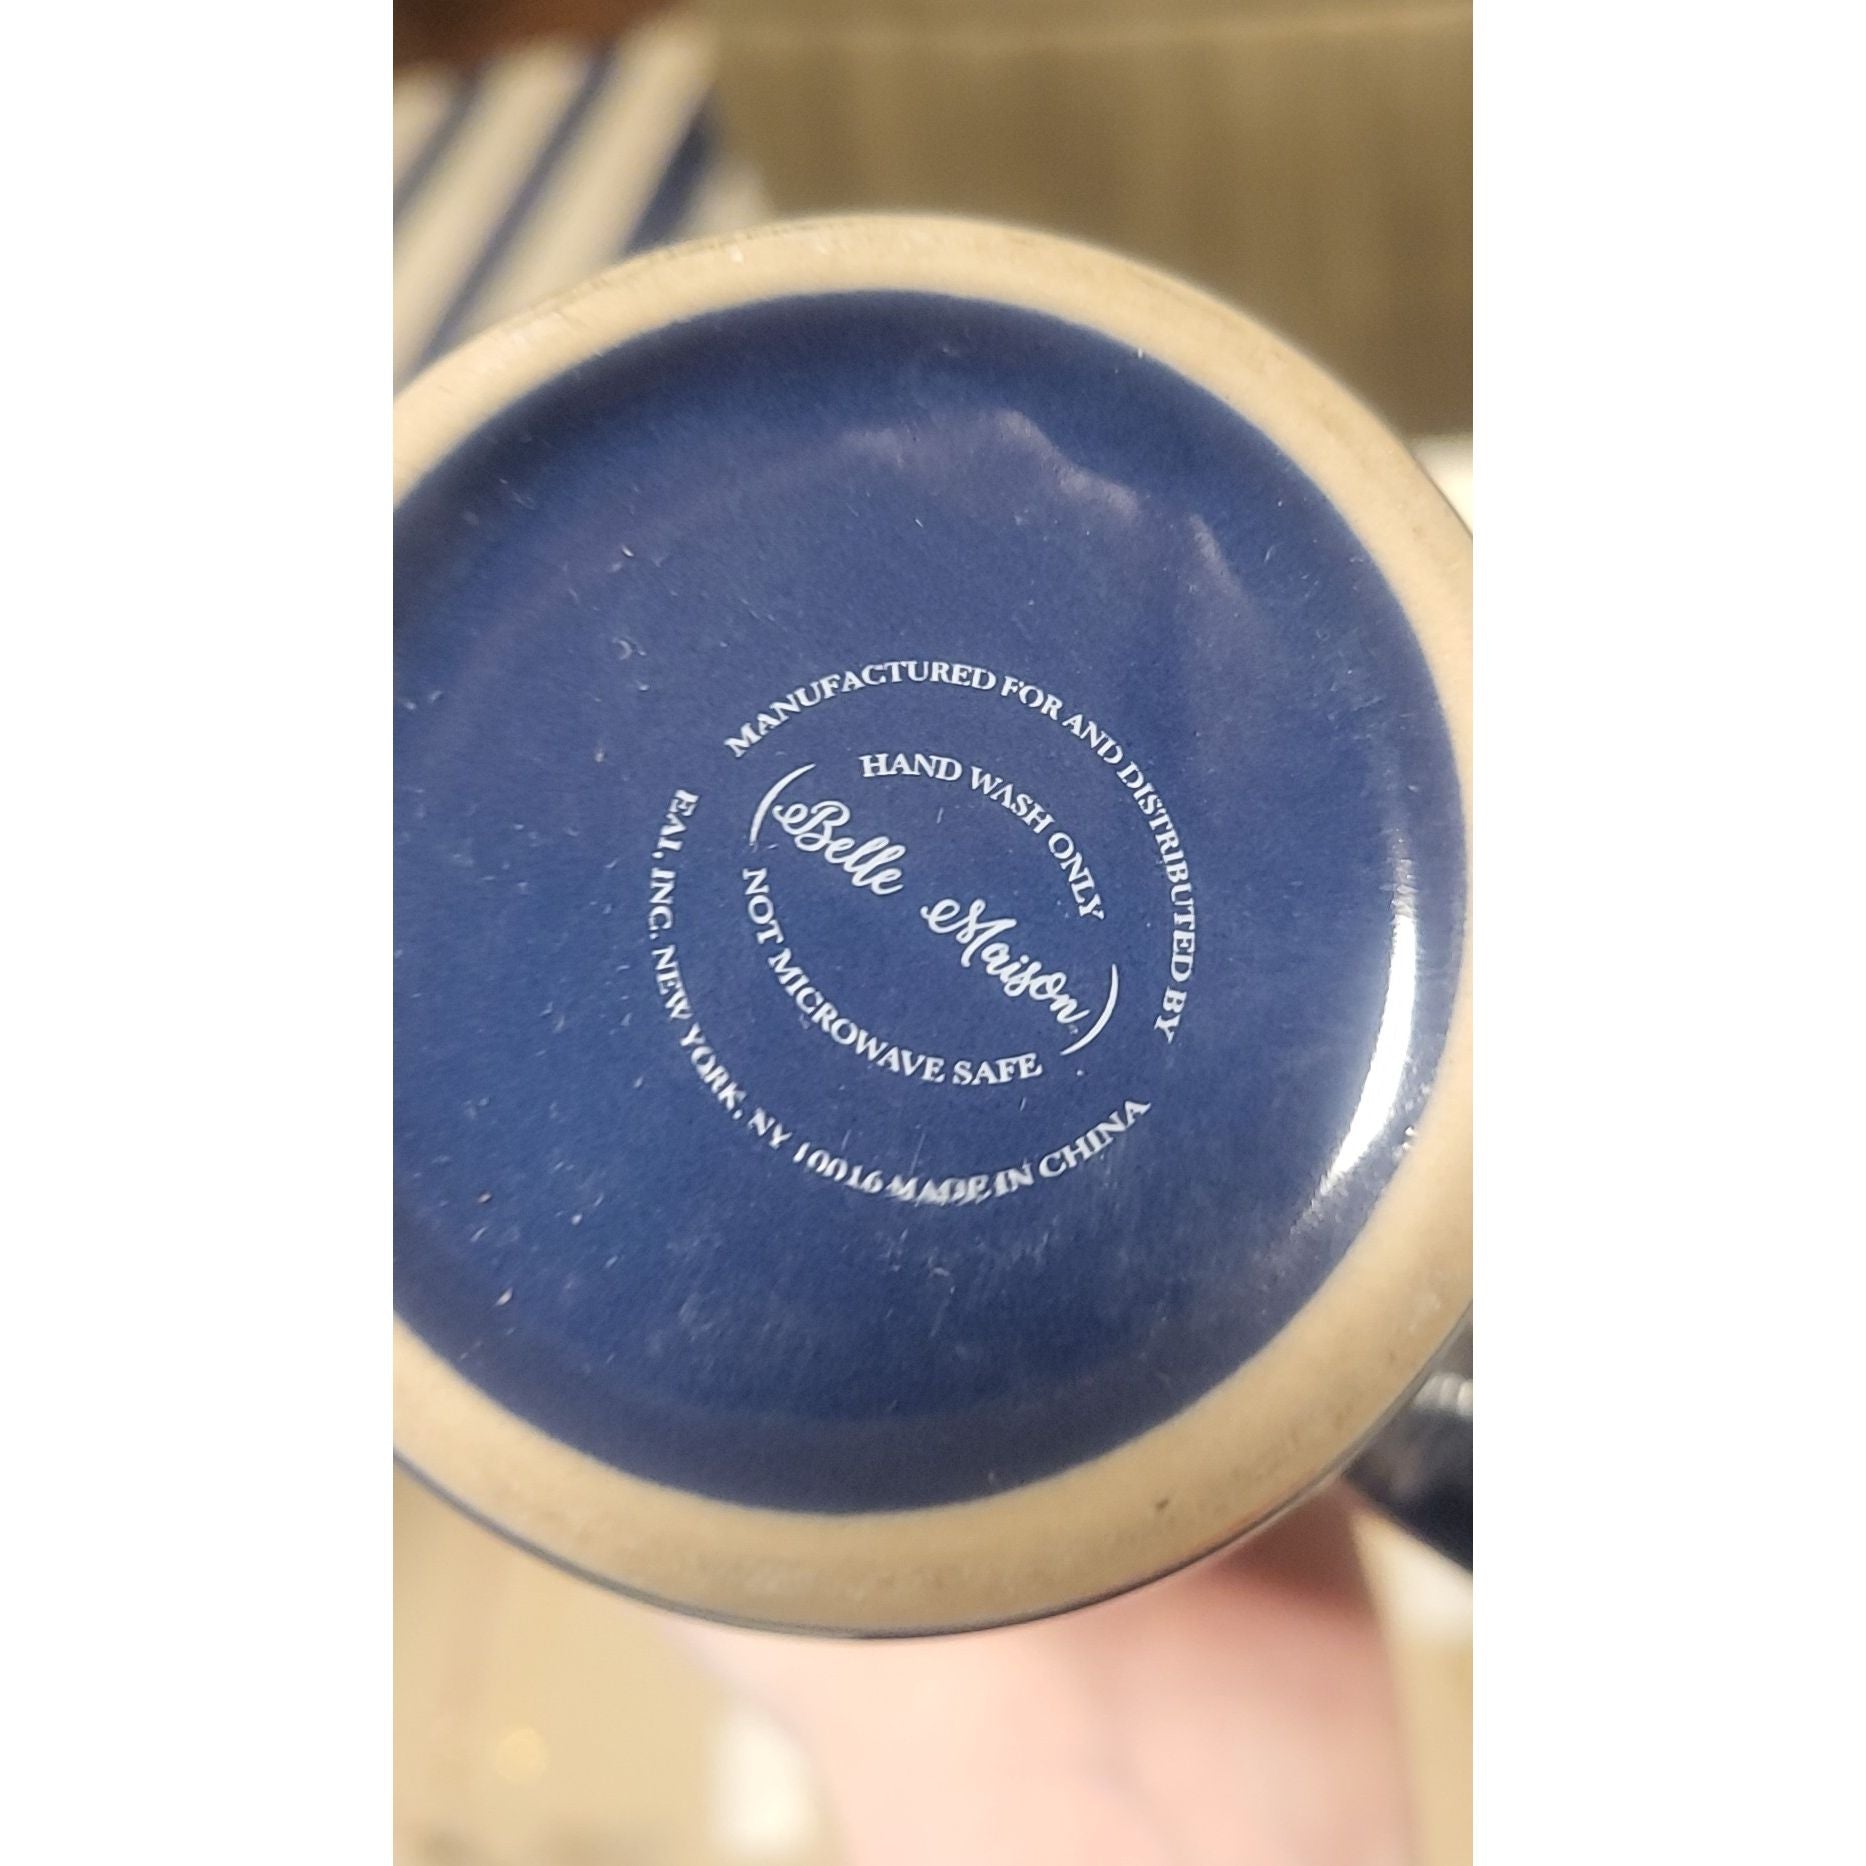 MANUFACTURED FOR AND DISTRIBUTED BY
HAND WASH ONLY
Belle Maison
NOT MICROWAVE SAFE
EAI, INC. NEW YORK, NY 10016 MADE IN CHINA